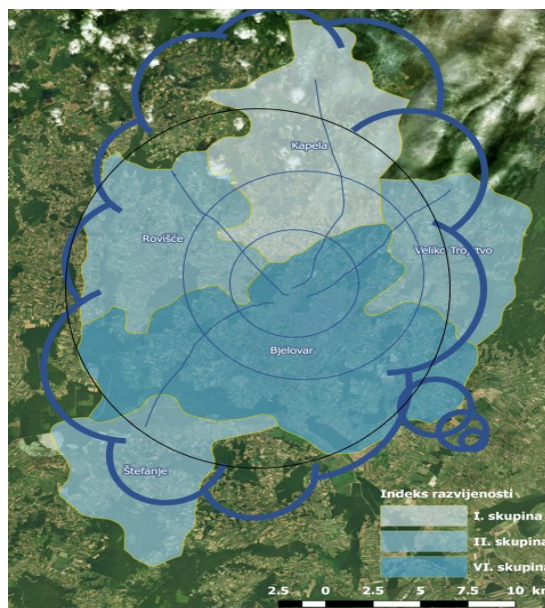 Kapela
Rovišće
Veliko Trojstvo
Bjelovar
Štefanje
Indeks razvijenosti
I. skupina
II. skupina
VI. skupina
2.5 0 2.5 5 7.5 10 km